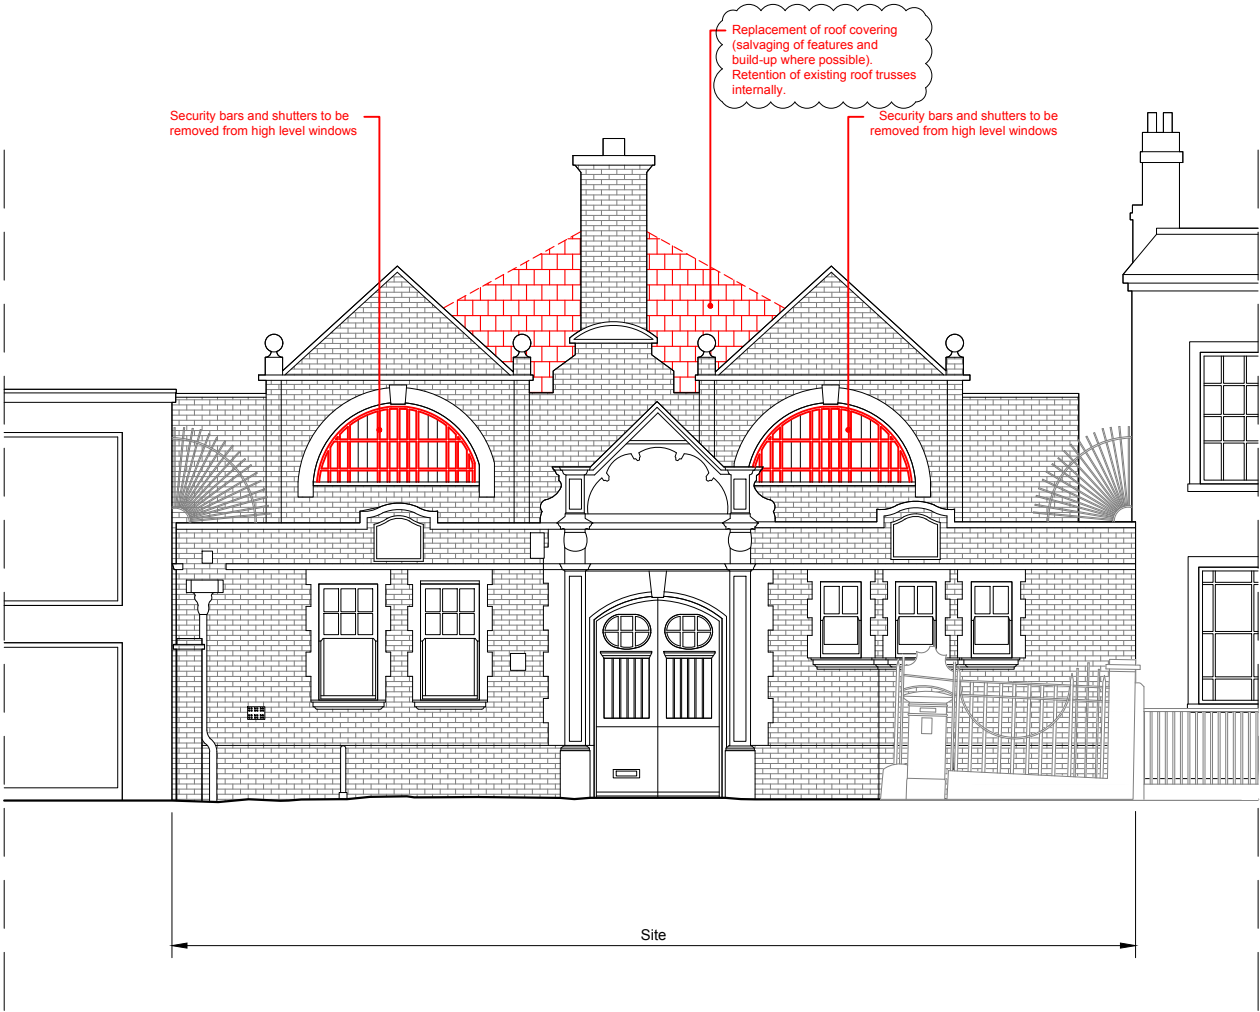 Replacement of roof covering
(salvaging of features and
build-up where possible).
Retention of existing roof trusses
internally.
Security bars and shutters to be
removed from high level windows
Security bars and shutters to be
removed from high level windows
Site